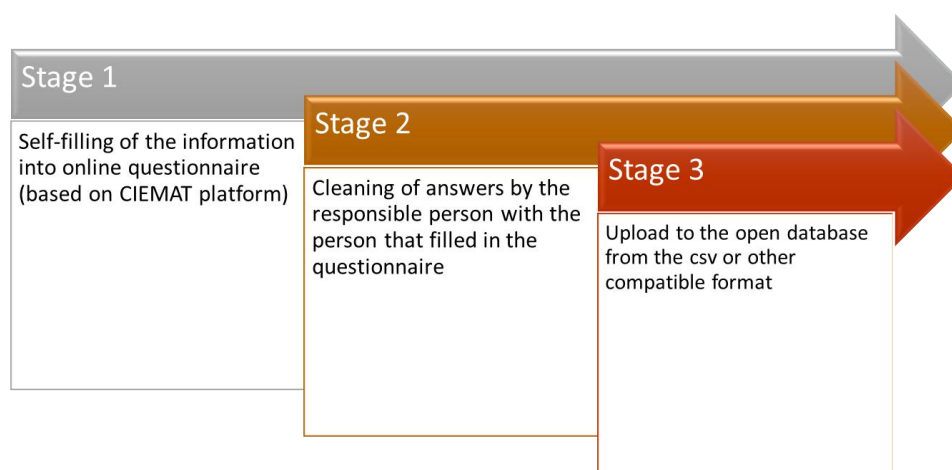 Stage 1
Self-filling of the information
into online questionnaire
(based on CIEMAT platform)
Stage 2
Cleaning of answers by the
responsible person with the
person that filled in the
questionnaire
Stage 3
Upload to the open database
from the csv or other
compatible format